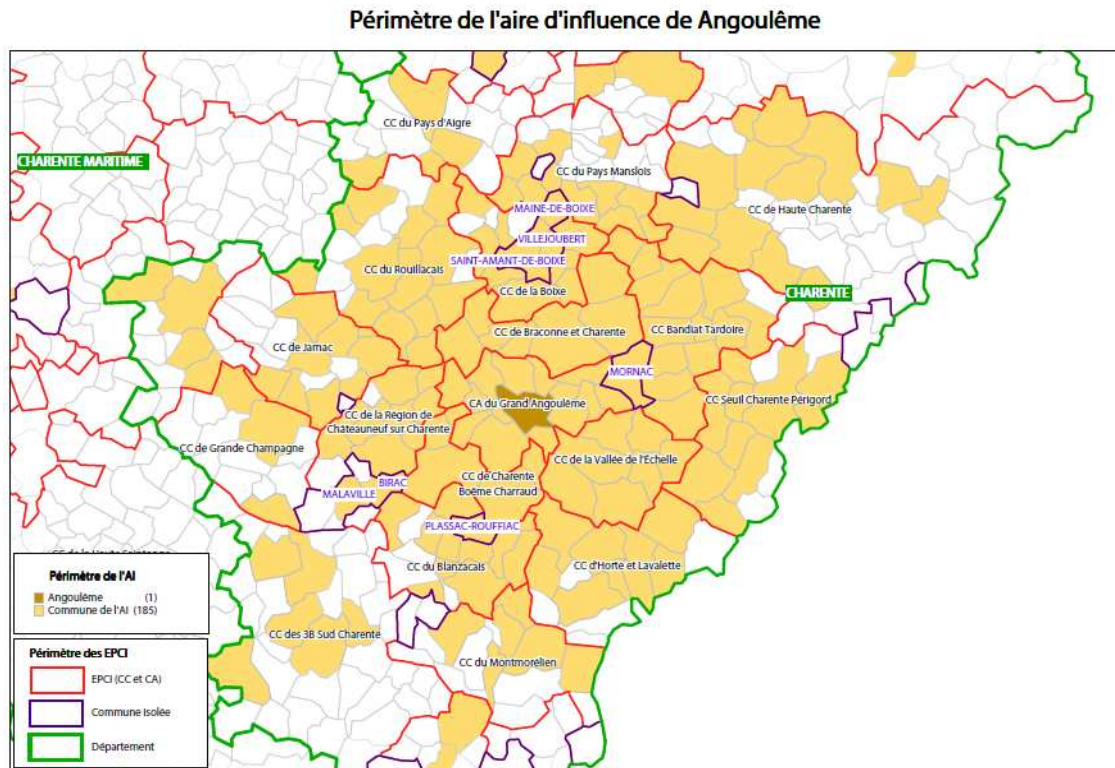 Périmètre de l'aire d'influence de Angoulême
CC du Pays d'Aigre
CHARENTE MARITIME
CC du Pays Manslois
MAINE-DE-BOIXE
CC de Haute Charente
VILLEJOUBERT
SAINT-AMANT-DE-BOIXE
CC du Rouillacais
CC de la Boixe
CHARENTE
CC de Braconne et Charente
CC Bandiat Tardoire
CC de Jarnac
MORNAC
CA du Grand Angoulême
CC Seuil Charente Périgord
CC de la Région de
Châteauneuf sur Charente
CC de Grande Champagne
CC de la Vallée de l'Échelle
CC de Charente
Boëme Charraud
BIRAC
MALAVILLE
PLASSAC-ROUFFIAC
CC du Blanzacais
CC d'Horte et Lavalette
CC des 3B Sud Charente
CC du Montmorélien
Périmètre de l'AI
Angoulême (1)
Commune de l'AI (185)
Périmètre des EPCI
EPCI (CC et CA)
Commune Isolée
Département